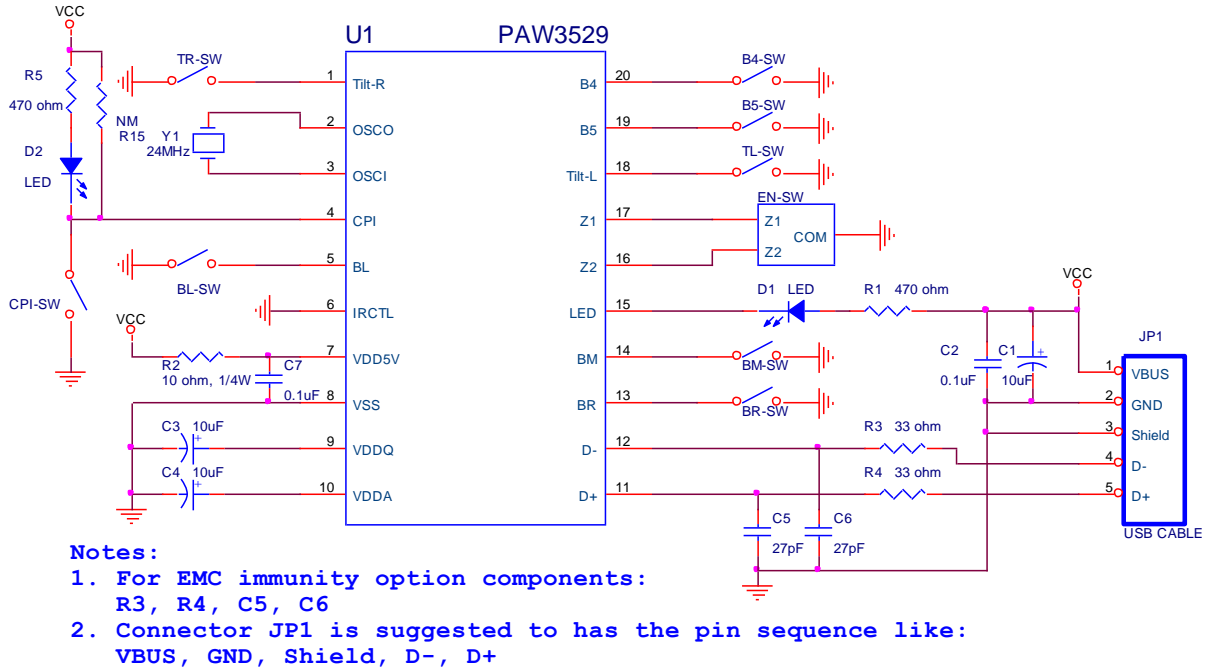 VCC
U1 PAW3529
TR-SW
R5
470 ohm
NM
R15
D2
LED
Y1
24MHz
1 Tilt-R
2 OSCO
3 OSCI
4 CPI
5 BL
6 IRCTL
7 VDD5V
8 VSS
9 VDDQ
10 VDDA
B4 20
B5 19
Tilt-L 18
Z1 17
Z2 16
LED 15
BM 14
BR 13
D- 12
D+ 11
B4-SW
B5-SW
TL-SW
EN-SW
Z1
COM
Z2
BL-SW
CPI-SW
VCC
R2
10 ohm, 1/4W
C7
0.1uF
C3 10uF
+
C4 10uF
+
D1 LED
R1 470 ohm
BM-SW
BR-SW
VCC
C2
0.1uF
C1
10uF
+
R3 33 ohm
R4 33 ohm
C5
27pF
C6
27pF
JP1
1 VBUS
2 GND
3 Shield
4 D-
5 D+
USB CABLE
Notes:
1. For EMC immunity option components:
R3, R4, C5, C6
2. Connector JP1 is suggested to has the pin sequence like:
VBUS, GND, Shield, D-, D+